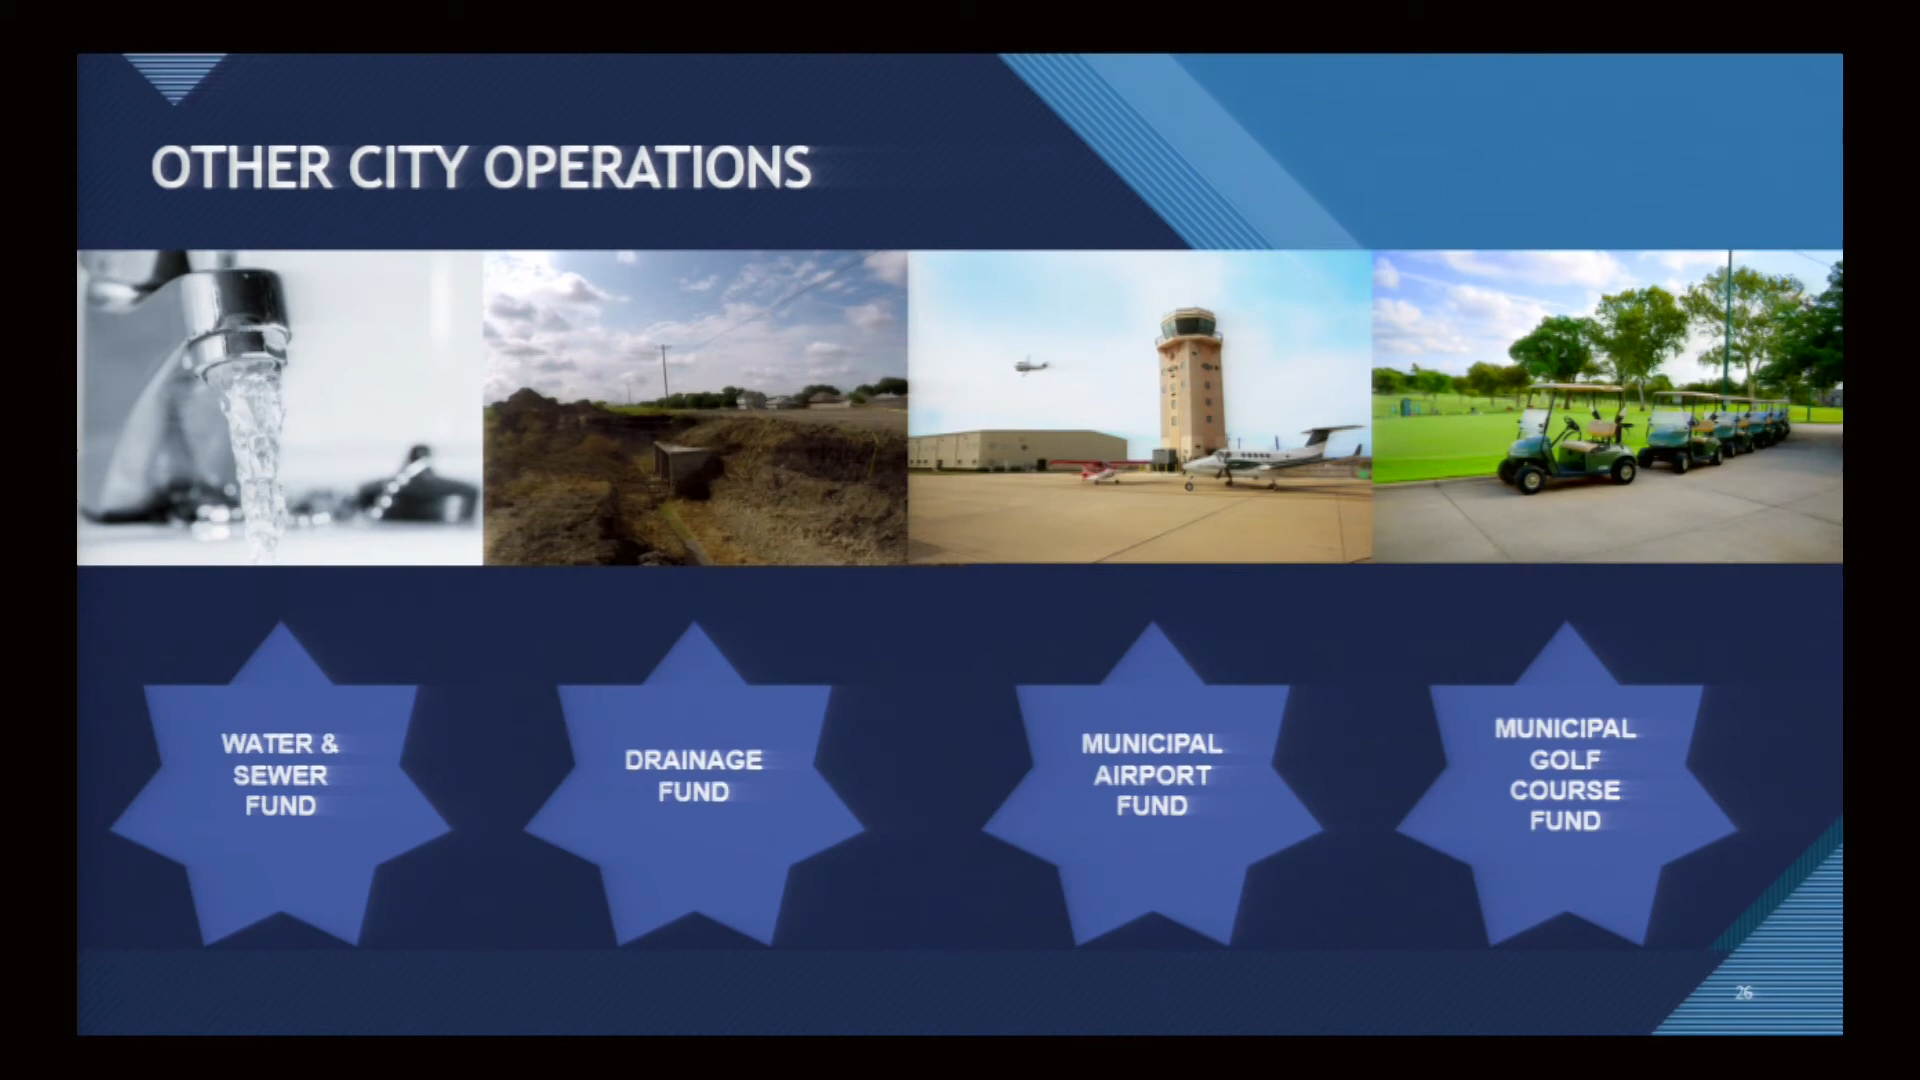 OTHER CITY OPERATIONS
WATER &
SEWER
FUND
DRAINAGE
FUND
MUNICIPAL
AIRPORT
FUND
MUNICIPAL
GOLF
COURSE
FUND
26